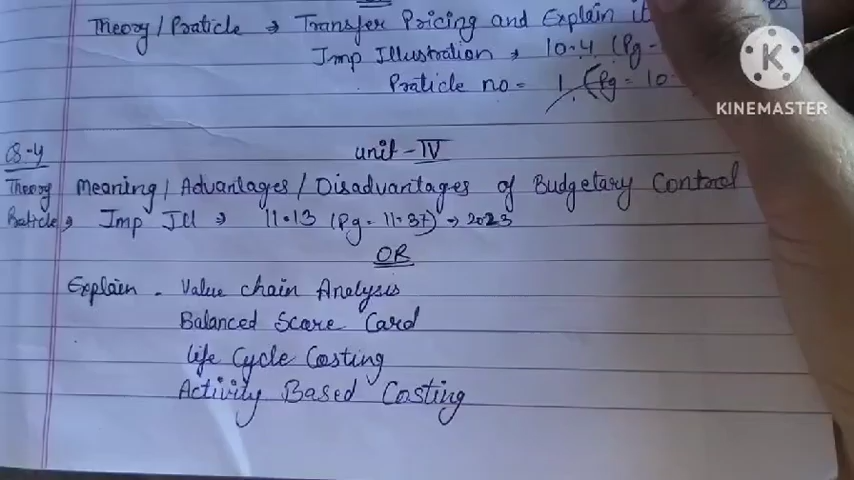 Theory/Praticle → Transfer Pricing and Explain
Imp Illustration → 10.4 (Pg -
Praticle no = 1. (Pg = 10
KINEMASTER
Q8-4
unit - IV
Theory Meaning / Advantages / Disadvantages of Budgetary Control
Praticle → Imp Ill → 11.13 (Pg = 11.37) → 2023
OR
Explain - Value chain Analysis
Balanced Score Card
Life Cycle Costing
Activity Based Costing